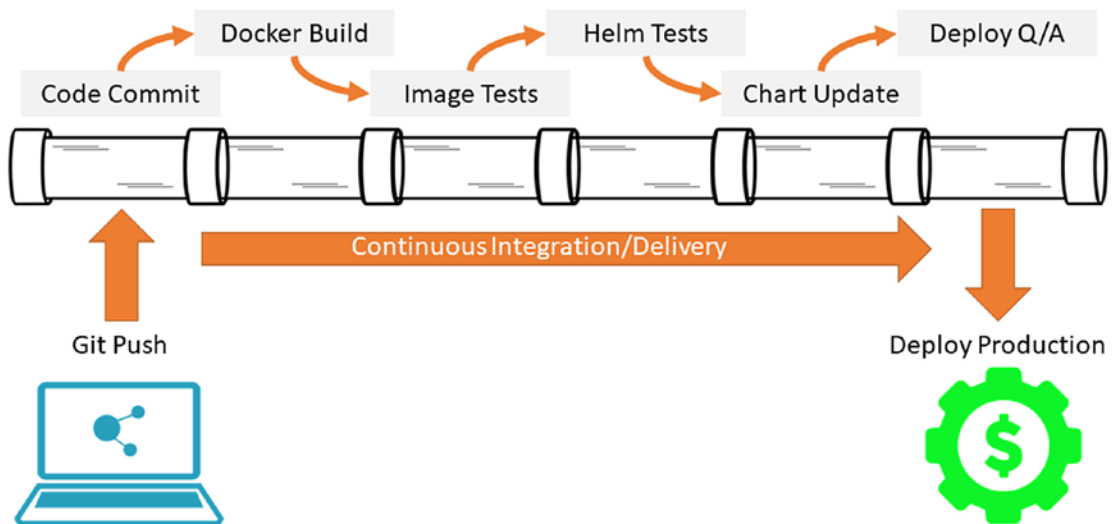 Docker Build
Helm Tests
Deploy Q/A
Code Commit
Image Tests
Chart Update
Continuous Integration/Delivery
Git Push
Deploy Production
$